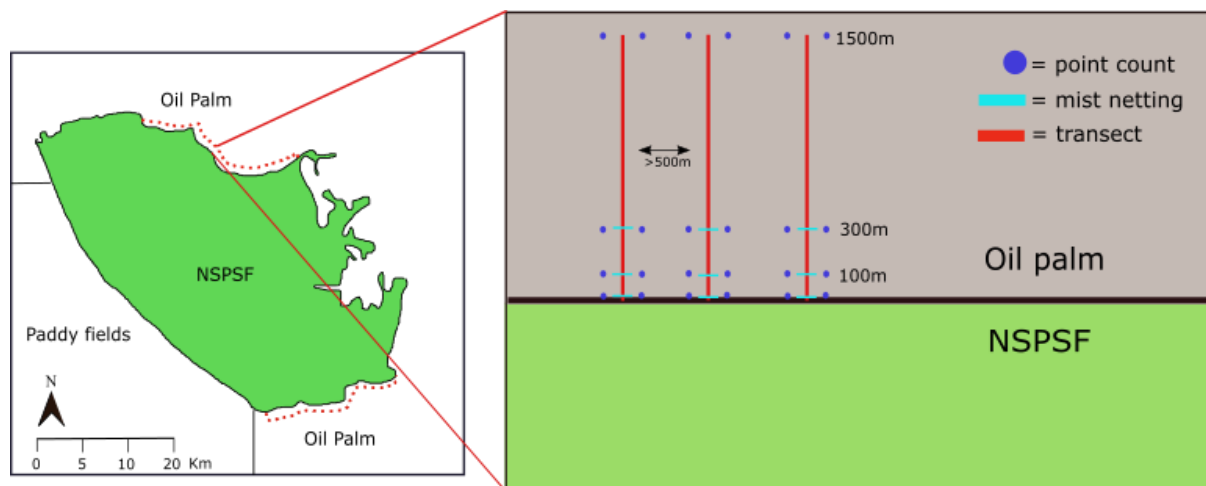 Oil Palm
NSPSF
Paddy fields
N
0 5 10 20 Km
Oil Palm
1500m
= point count
= mist netting
= transect
>500m
300m
Oil palm
100m
NSPSF